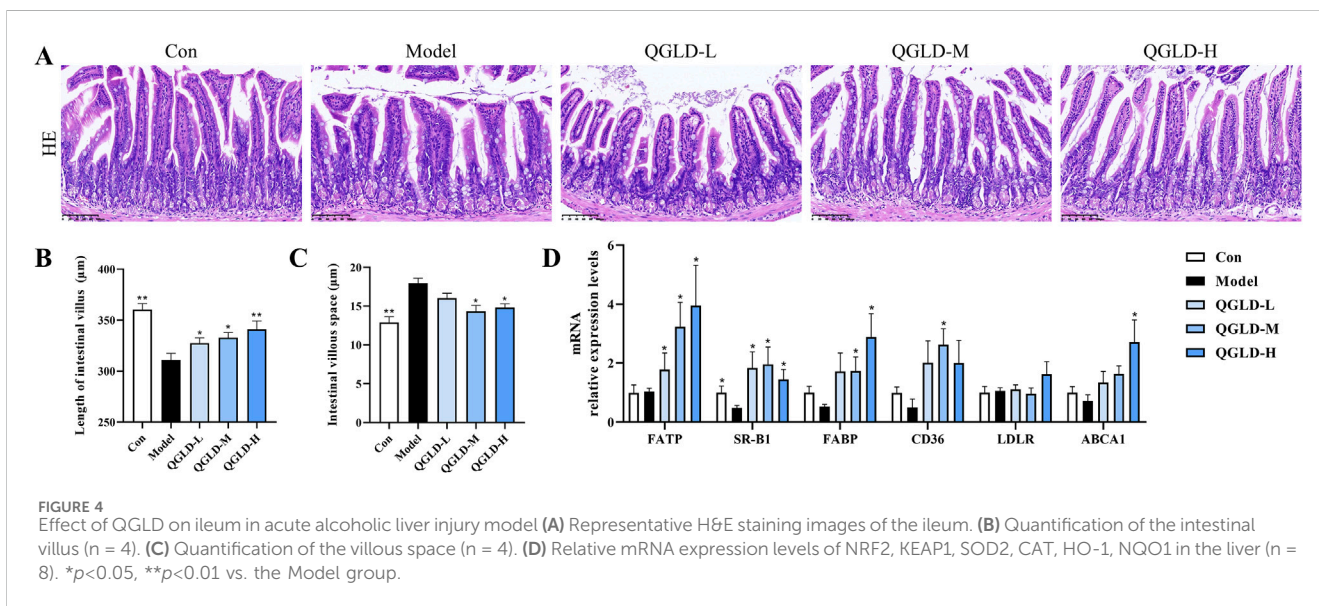 Con Model QGLD-L QGLD-M QGLD-H
A
HE
B
Length of intestinal villus (μm)
400
350
300
250
**
*
*
**
Con
Model
QGLD-L
QGLD-M
QGLD-H
C
Intestinal villous space (μm)
20
15
10
5
0
**
*
*
Con
Model
QGLD-L
QGLD-M
QGLD-H
D
mRNA
relative expression levels
6
4
2
0
* * *
* * * *
* *
*
*
FATP SR-B1 FABP CD36 LDLR ABCA1
Con
Model
QGLD-L
QGLD-M
QGLD-H
FIGURE 4
Effect of QGLD on ileum in acute alcoholic liver injury model (A) Representative H&E staining images of the ileum. (B) Quantification of the intestinal
villus (n = 4). (C) Quantification of the villous space (n = 4). (D) Relative mRNA expression levels of NRF2, KEAP1, SOD2, CAT, HO-1, NQO1 in the liver (n =
8). *p<0.05, **p<0.01 vs. the Model group.